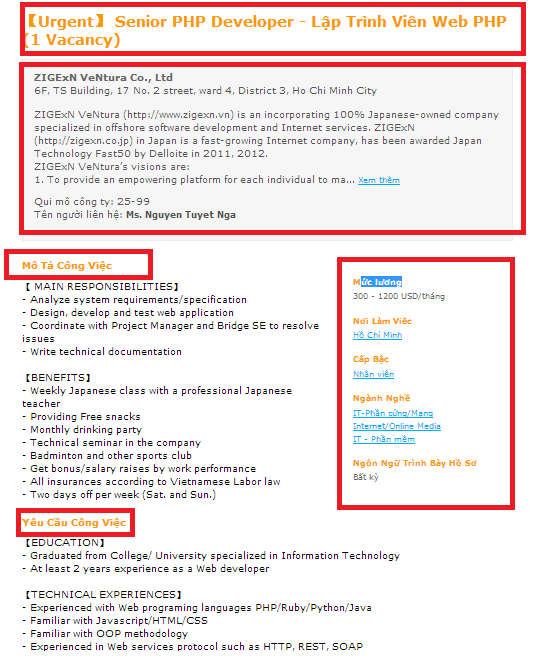 【Urgent】 Senior PHP Developer - Lập Trình Viên Web PHP
(1 Vacancy)
ZIGExN VeNtura Co., Ltd
6F, TS Building, 17 No. 2 street, ward 4, District 3, Ho Chi Minh City
ZIGExN VeNtura (http://www.zigexn.vn) is an incorporating 100% Japanese-owned company
specialized in offshore software development and Internet services. ZIGExN
(http://zigexn.co.jp) in Japan is a fast-growing Internet company, has been awarded Japan
Technology Fast50 by Delloite in 2011, 2012.
ZIGExN VeNtura's visions are:
1. To provide an empowering platform for each individual to ma... Xem thêm
Qui mô công ty: 25-99
Tên người liên hệ: Ms. Nguyen Tuyet Nga
Mô Tả Công Việc
【 MAIN RESPONSIBILITIES】
- Analyze system requirements/specification
- Design, develop and test web application
- Coordinate with Project Manager and Bridge SE to resolve
issues
- Write technical documentation
【BENEFITS】
- Weekly Japanese class with a professional Japanese
teacher
- Providing Free snacks
- Monthly drinking party
- Technical seminar in the company
- Badminton and other sports club
- Get bonus/salary raises by work performance
- All insurances according to Vietnamese Labor law
- Two days off per week (Sat. and Sun.)
Mức lương
300 - 1200 USD/tháng
Nơi Làm Việc
Hồ Chí Minh
Cấp Bậc
Nhân viên
Ngành Nghề
IT-Phần cứng/Mạng
Internet/Online Media
IT - Phần mềm
Ngôn Ngữ Trình Bày Hồ Sơ
Bất kỳ
Yêu Cầu Công Việc
【EDUCATION】
- Graduated from College/ University specialized in Information Technology
- At least 2 years experience as a Web developer
【TECHNICAL EXPERIENCES】
- Experienced with Web programing languages PHP/Ruby/Python/Java
- Familiar with Javascript/HTML/CSS
- Familiar with OOP methodology
- Experienced in Web services protocol such as HTTP, REST, SOAP